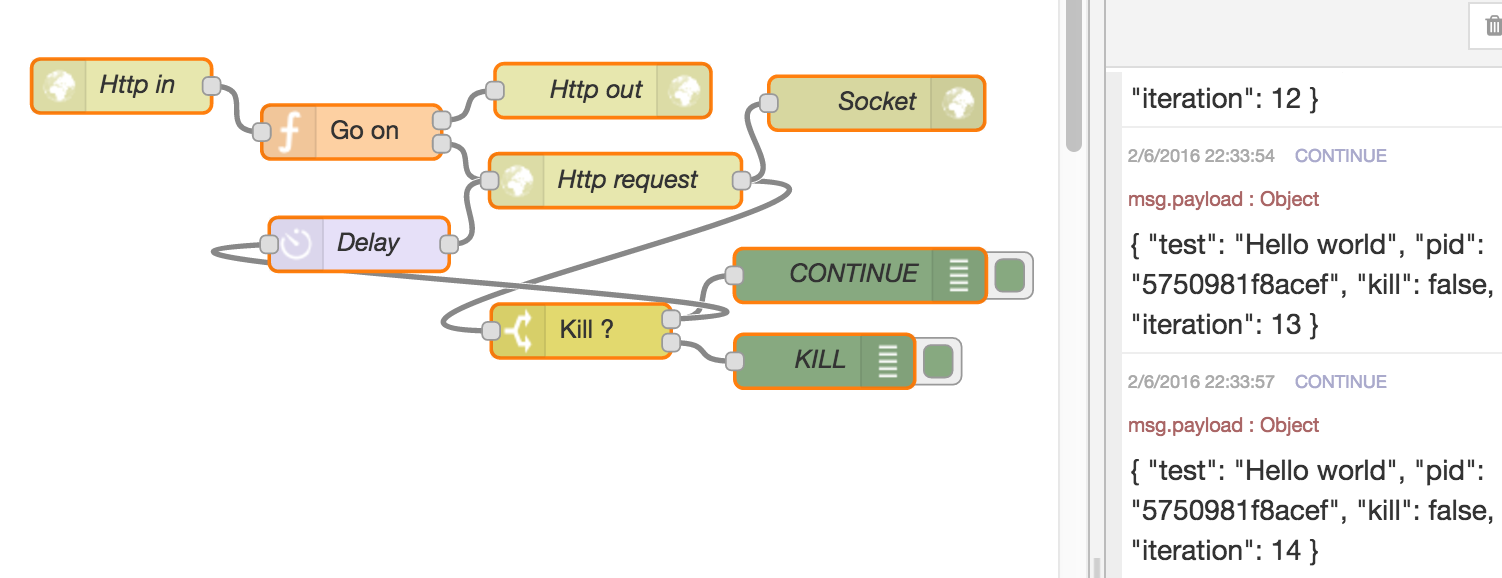 Http in
Http out
Socket
Go on
Http request
Delay
CONTINUE
Kill ?
KILL
"iteration": 12 }
2/6/2016 22:33:54 CONTINUE
msg.payload : Object
{ "test": "Hello world", "pid":
"5750981f8acef", "kill": false,
"iteration": 13 }
2/6/2016 22:33:57 CONTINUE
msg.payload : Object
{ "test": "Hello world", "pid":
"5750981f8acef", "kill": false,
"iteration": 14 }